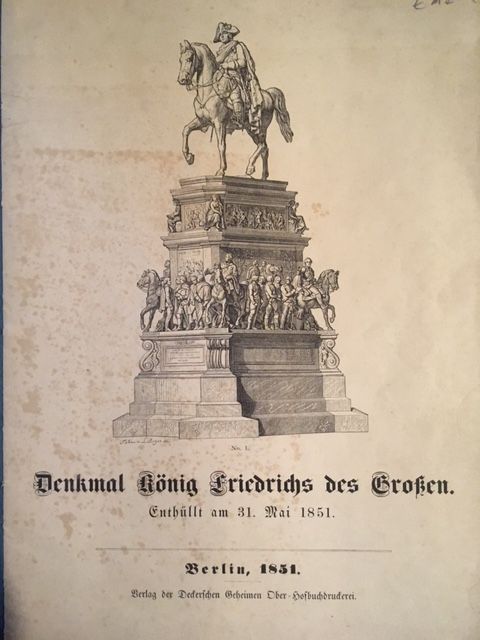 No. 1.
Denkmal König Friedrichs des Großen.
Enthüllt am 31. Mai 1851.
Berlin, 1851.
Verlag der Deckerschen Geheimen Ober-Hofbuchdruckerei.